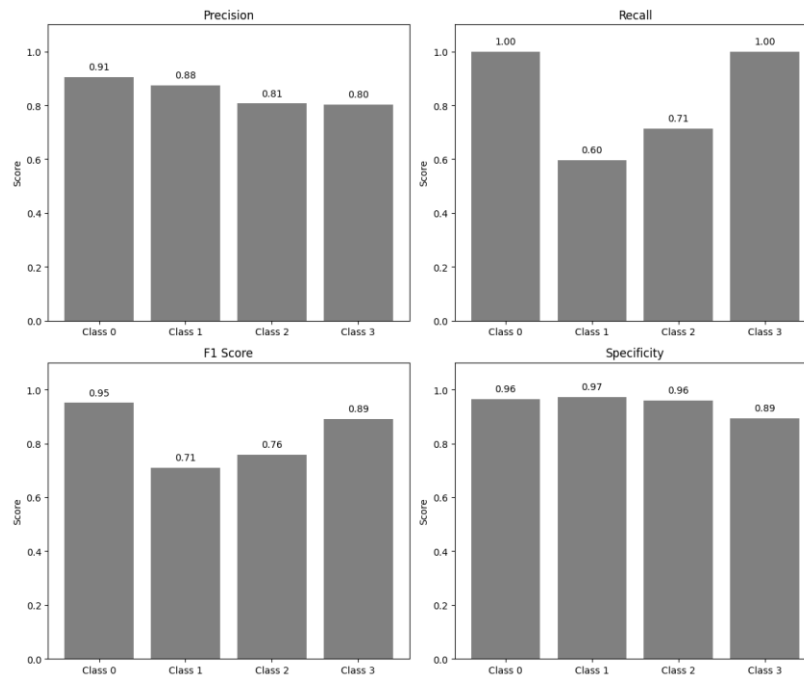 Precision
Score
1.0
0.8
0.6
0.4
0.2
0.0
0.91
0.88
0.81
0.80
Class 0
Class 1
Class 2
Class 3
Recall
Score
1.0
0.8
0.6
0.4
0.2
0.0
1.00
0.60
0.71
1.00
Class 0
Class 1
Class 2
Class 3
F1 Score
Score
1.0
0.8
0.6
0.4
0.2
0.0
0.95
0.71
0.76
0.89
Class 0
Class 1
Class 2
Class 3
Specificity
Score
1.0
0.8
0.6
0.4
0.2
0.0
0.96
0.97
0.96
0.89
Class 0
Class 1
Class 2
Class 3